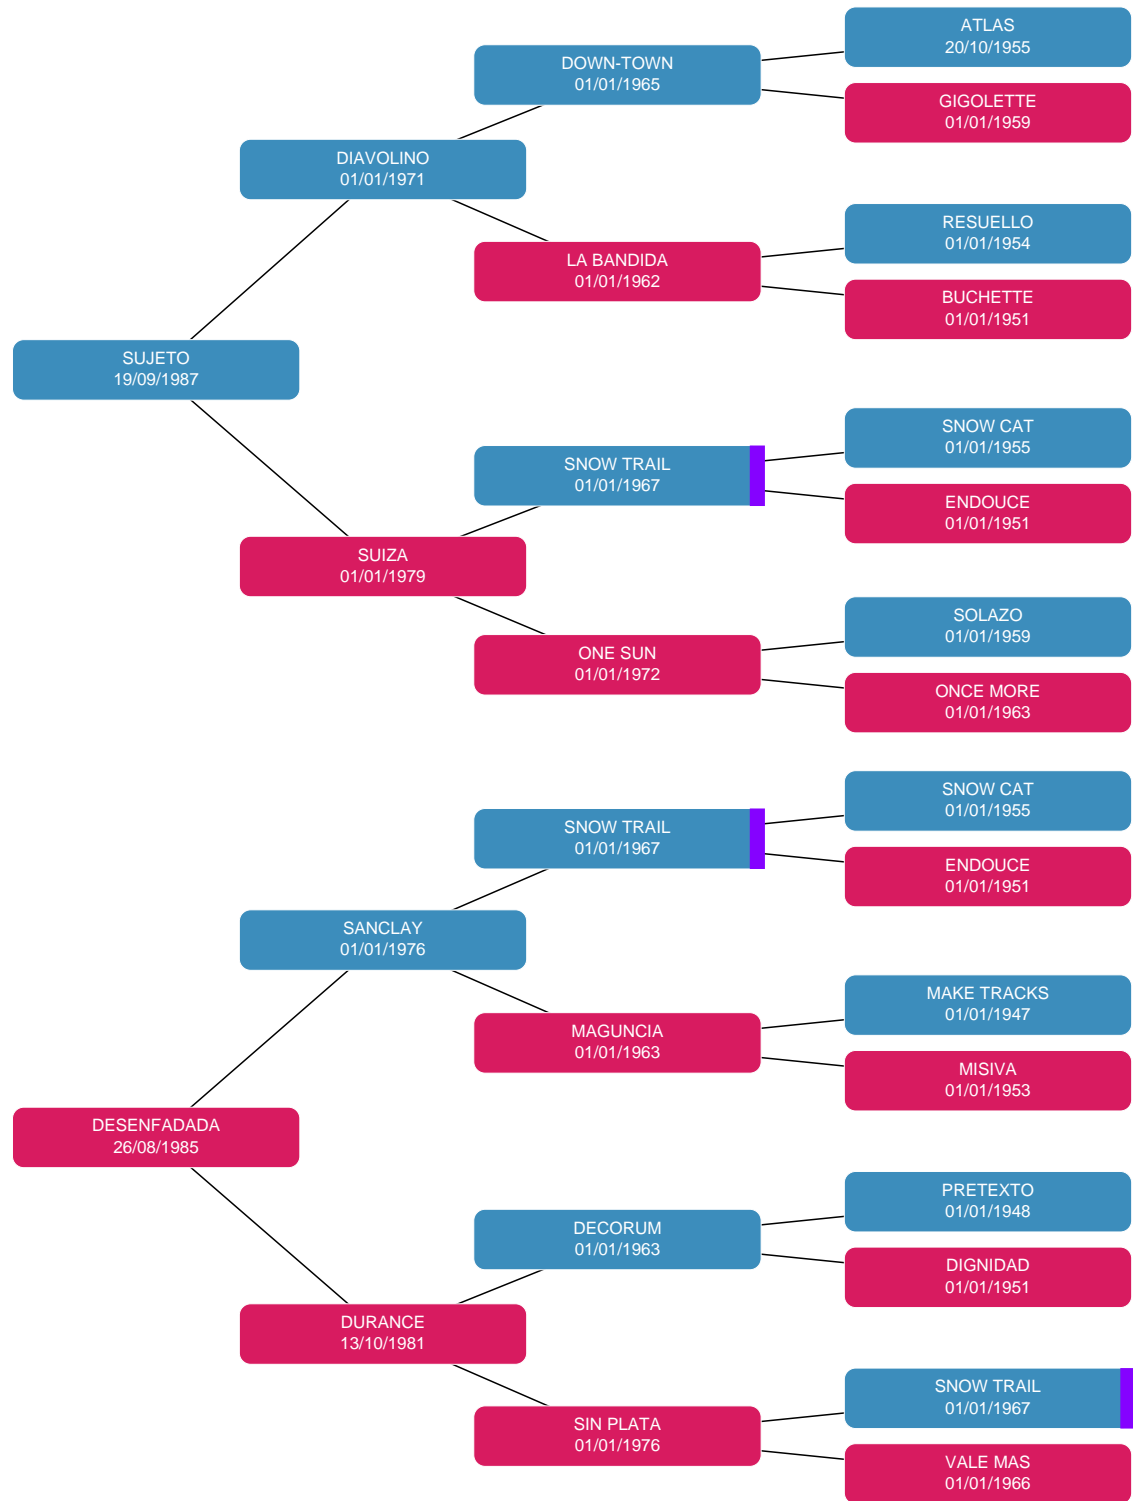 ATLAS
20/10/1955
DOWN-TOWN
01/01/1965
GIGOLETTE
01/01/1959
DIAVOLINO
01/01/1971
RESUELLO
01/01/1954
LA BANDIDA
01/01/1962
BUCHETTE
01/01/1951
SUJETO
19/09/1987
SNOW CAT
01/01/1955
SNOW TRAIL
01/01/1967
ENDOUCE
01/01/1951
SUIZA
01/01/1979
SOLAZO
01/01/1959
ONE SUN
01/01/1972
ONCE MORE
01/01/1963
SNOW CAT
01/01/1955
SNOW TRAIL
01/01/1967
ENDOUCE
01/01/1951
SANCLAY
01/01/1976
MAKE TRACKS
01/01/1947
MAGUNCIA
01/01/1963
MISIVA
01/01/1953
DESENFADADA
26/08/1985
PRETEXTO
01/01/1948
DECORUM
01/01/1963
DIGNIDAD
01/01/1951
DURANCE
13/10/1981
SNOW TRAIL
01/01/1967
SIN PLATA
01/01/1976
VALE MAS
01/01/1966